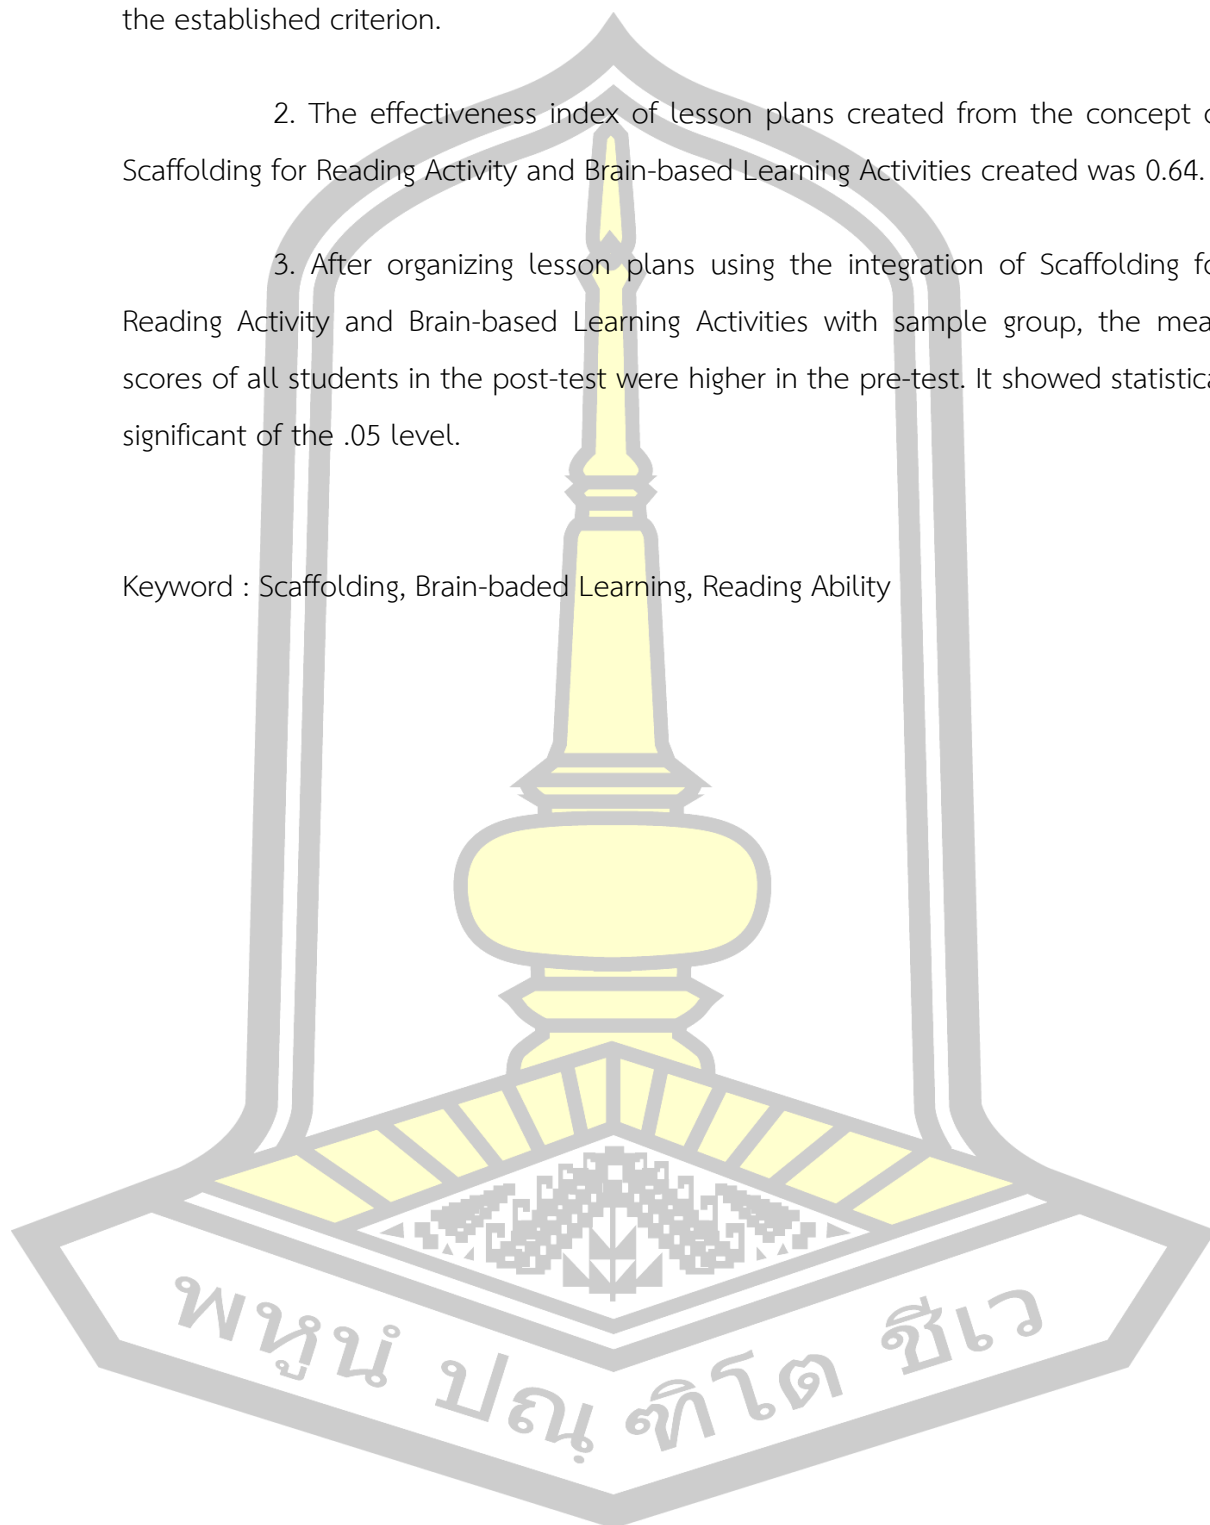 the established criterion.
2. The effectiveness index of lesson plans created from the concept o
Scaffolding for Reading Activity and Brain-based Learning Activities created was 0.64.
3. After organizing lesson plans using the integration of Scaffolding fo
Reading Activity and Brain-based Learning Activities with sample group, the mea
scores of all students in the post-test were higher in the pre-test. It showed statistica
significant of the .05 level.
Keyword : Scaffolding, Brain-baded Learning, Reading Ability
พหูนํ ปณฺฑิโต ชีเว